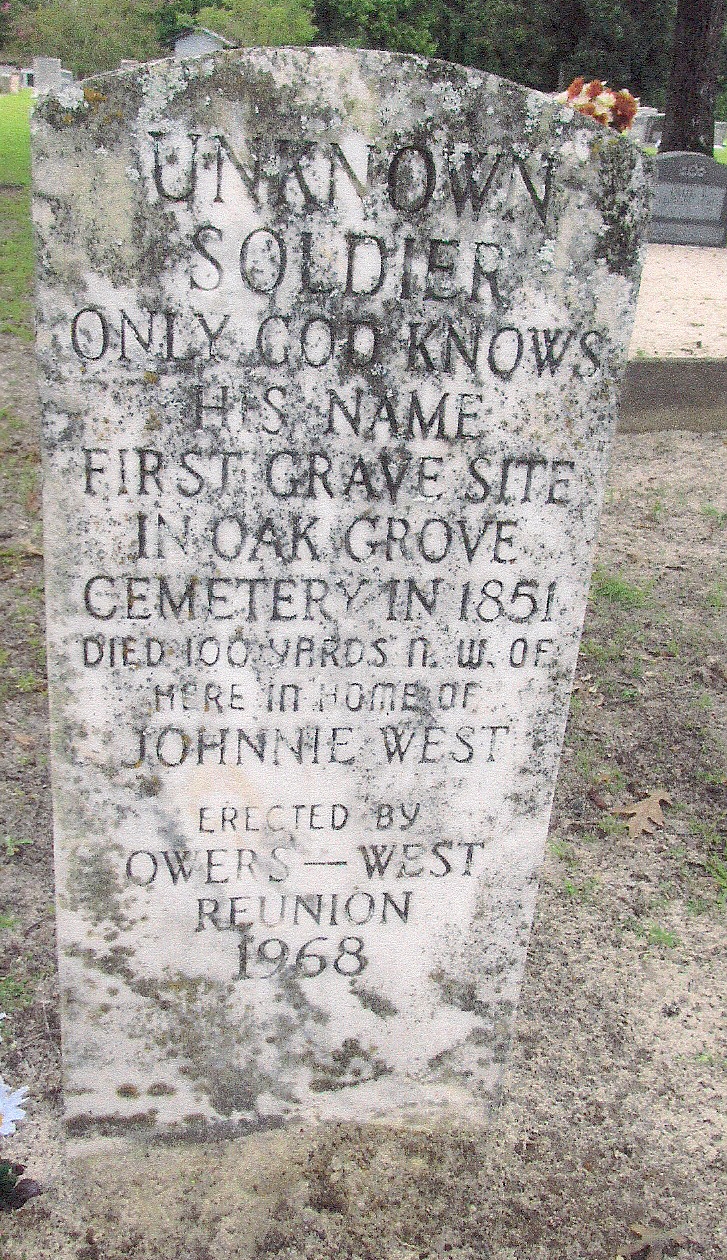 UNKNOWN
SOLDIER
ONLY GOD KNOWS
HIS NAME
FIRST GRAVE SITE
IN OAK GROVE
CEMETERY IN 1851
DIED 100 YARDS N. W. OF
HERE IN HOME OF
JOHNNIE WEST
ERECTED BY
OWERS — WEST
REUNION
1968